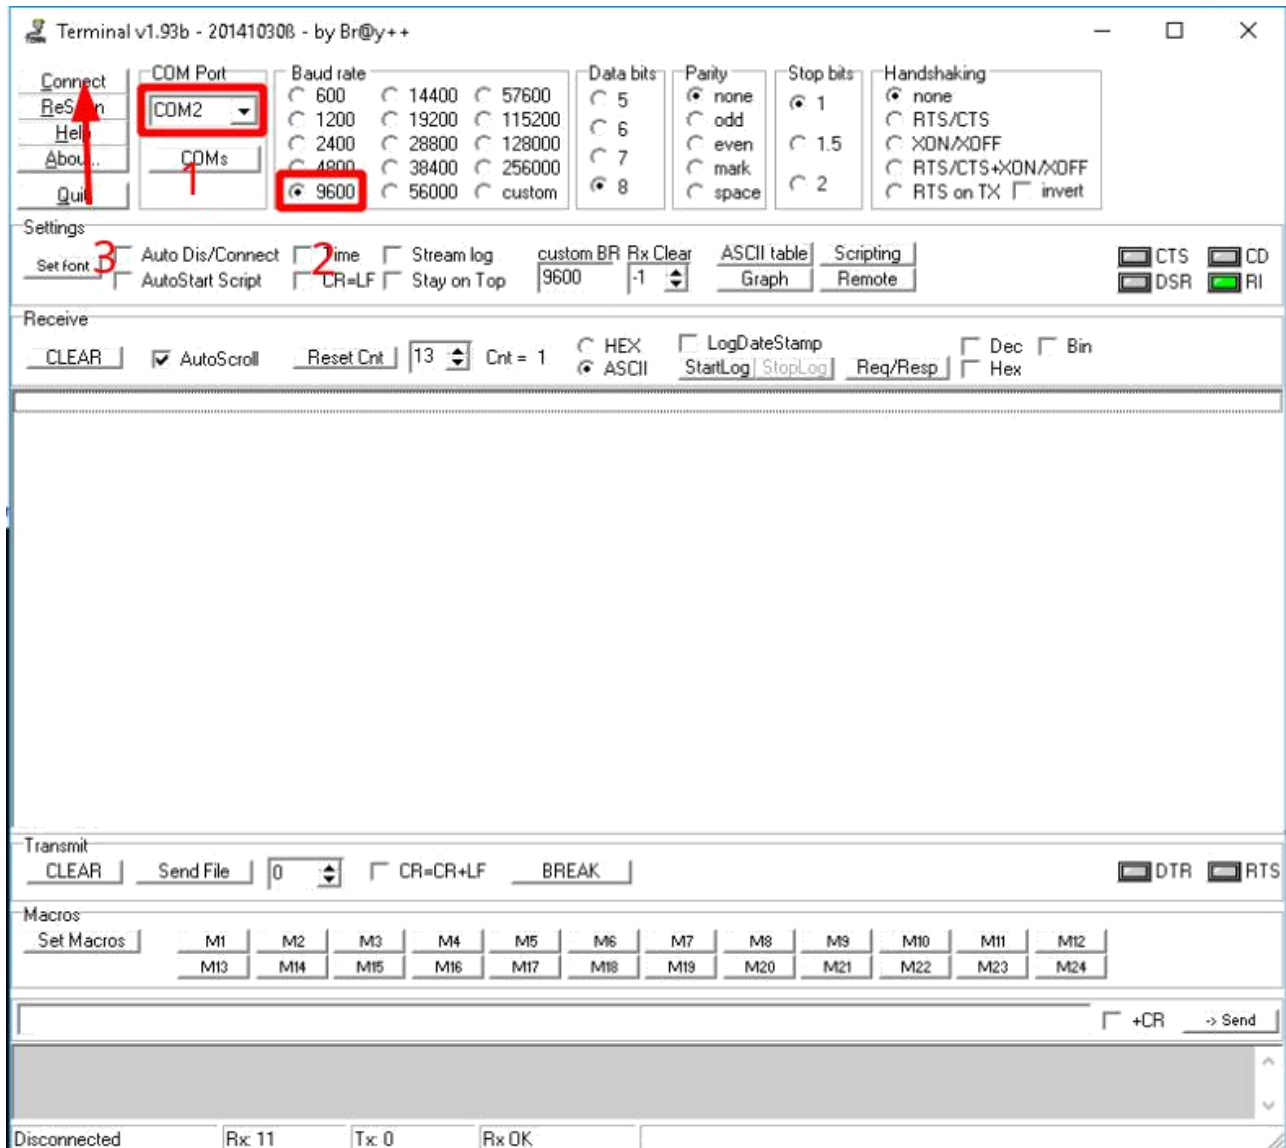 Terminal v1.93b - 20141030ß - by Br@y++
Connect
ReScan
Help
About..
Quit
COM Port
COM2
COMs
1
Baud rate
600 14400 57600
1200 19200 115200
2400 28800 128000
4800 38400 256000
9600 56000 custom
Data bits
5
6
7
8
Parity
none
odd
even
mark
space
Stop bits
1
1.5
2
Handshaking
none
RTS/CTS
XON/XOFF
RTS/CTS+XON/XOFF
RTS on TX invert
Settings
Set font
3
Auto Dis/Connect Time Stream log
2
AutoStart Script CR=LF Stay on Top
custom BR Rx Clear
9600 -1
ASCII table Scripting
Graph Remote
CTS CD
DSR RI
Receive
CLEAR AutoScroll Reset Cnt 13 Cnt = 1
HEX
ASCII
LogDateStamp
StartLog StopLog Req/Resp
Dec Bin
Hex
Transmit
CLEAR Send File 0 CR=CR+LF BREAK DTR RTS
Macros
Set Macros M1 M2 M3 M4 M5 M6 M7 M8 M9 M10 M11 M12
M13 M14 M15 M16 M17 M18 M19 M20 M21 M22 M23 M24
+CR -> Send
Disconnected Rx: 11 Tx: 0 Rx OK